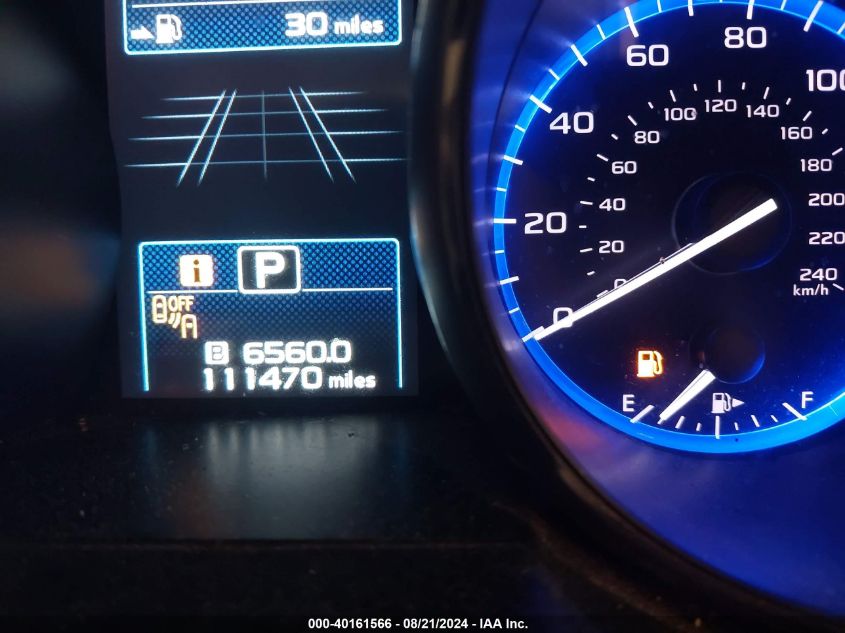 30 miles
i P
OFF
B 6560.0
111470 miles
0 20 40 60 80 100
0 20 40 60 80 100 120 140 160 180 200 220 240
km/h
E F
000-40161566 - 08/21/2024 - IAA Inc.